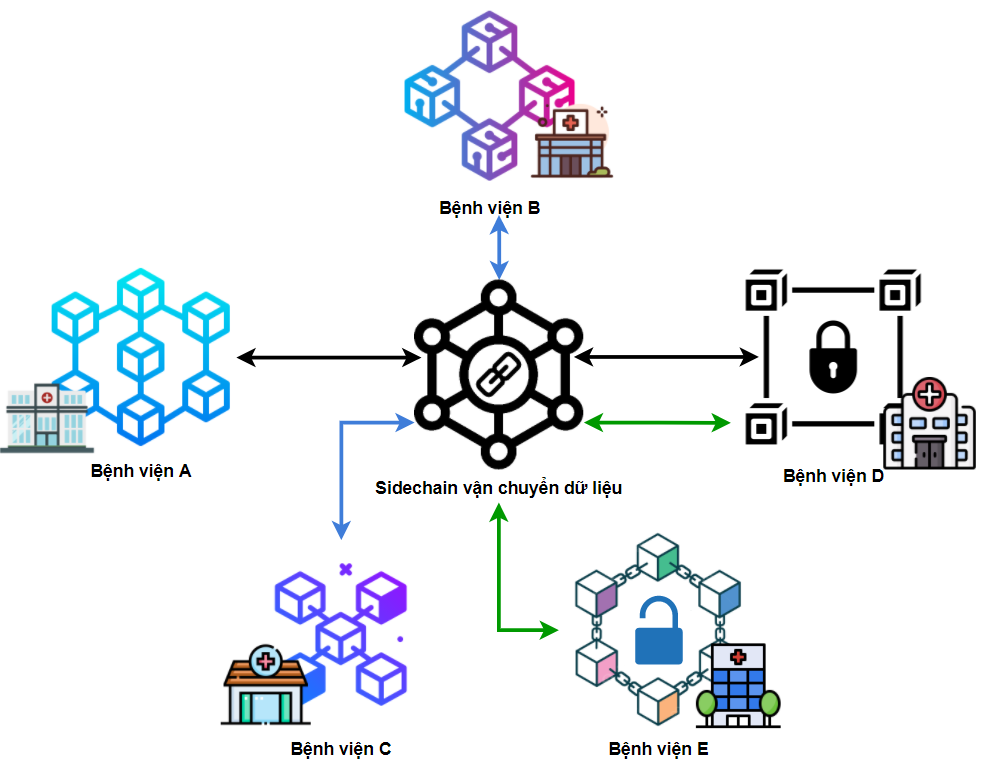 Bệnh viện B
Bệnh viện A
Bệnh viện D
Sidechain vận chuyển dữ liệu
Bệnh viện C
Bệnh viện E